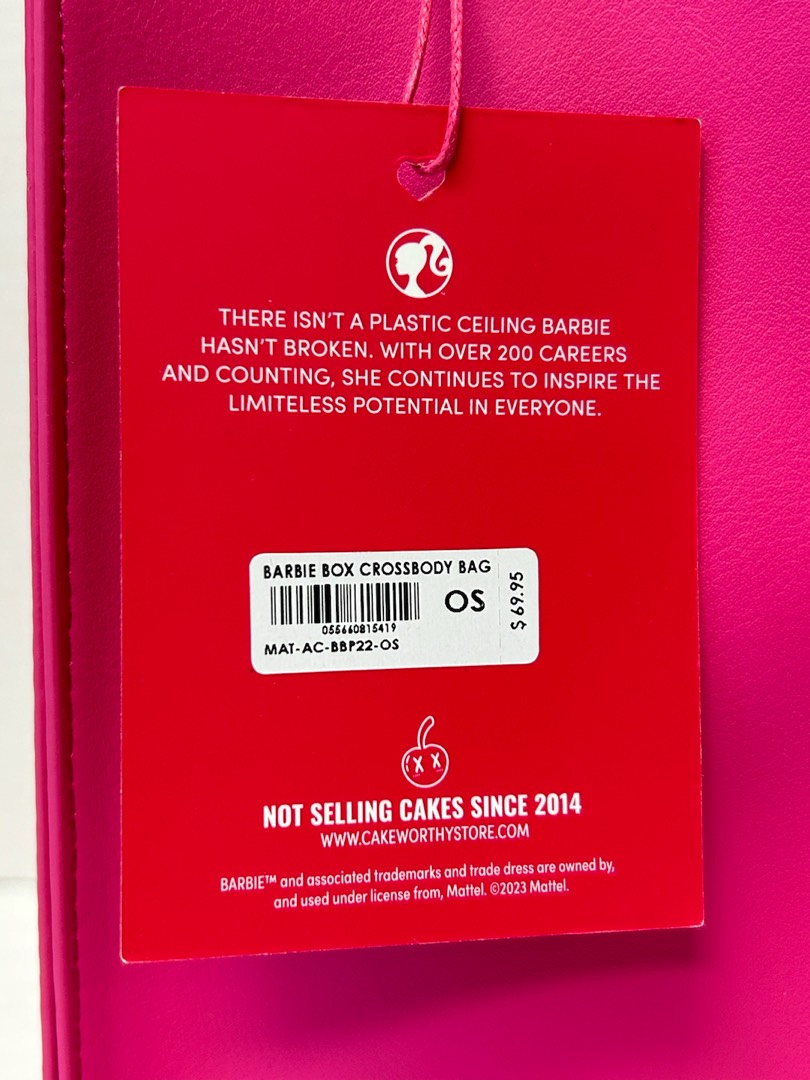 THERE ISN'T A PLASTIC CEILING BARBIE
HASN'T BROKEN. WITH OVER 200 CAREERS
AND COUNTING, SHE CONTINUES TO INSPIRE THE
LIMITELESS POTENTIAL IN EVERYONE.
BARBIE BOX CROSSBODY BAG
OS
$69.95
055660815419
MAT-AC-BBP22-OS
NOT SELLING CAKES SINCE 2014
WWW.CAKEWORTHYSTORE.COM
BARBIE™ and associated trademarks and trade dress are owned by,
and used under license from, Mattel. ©2023 Mattel.